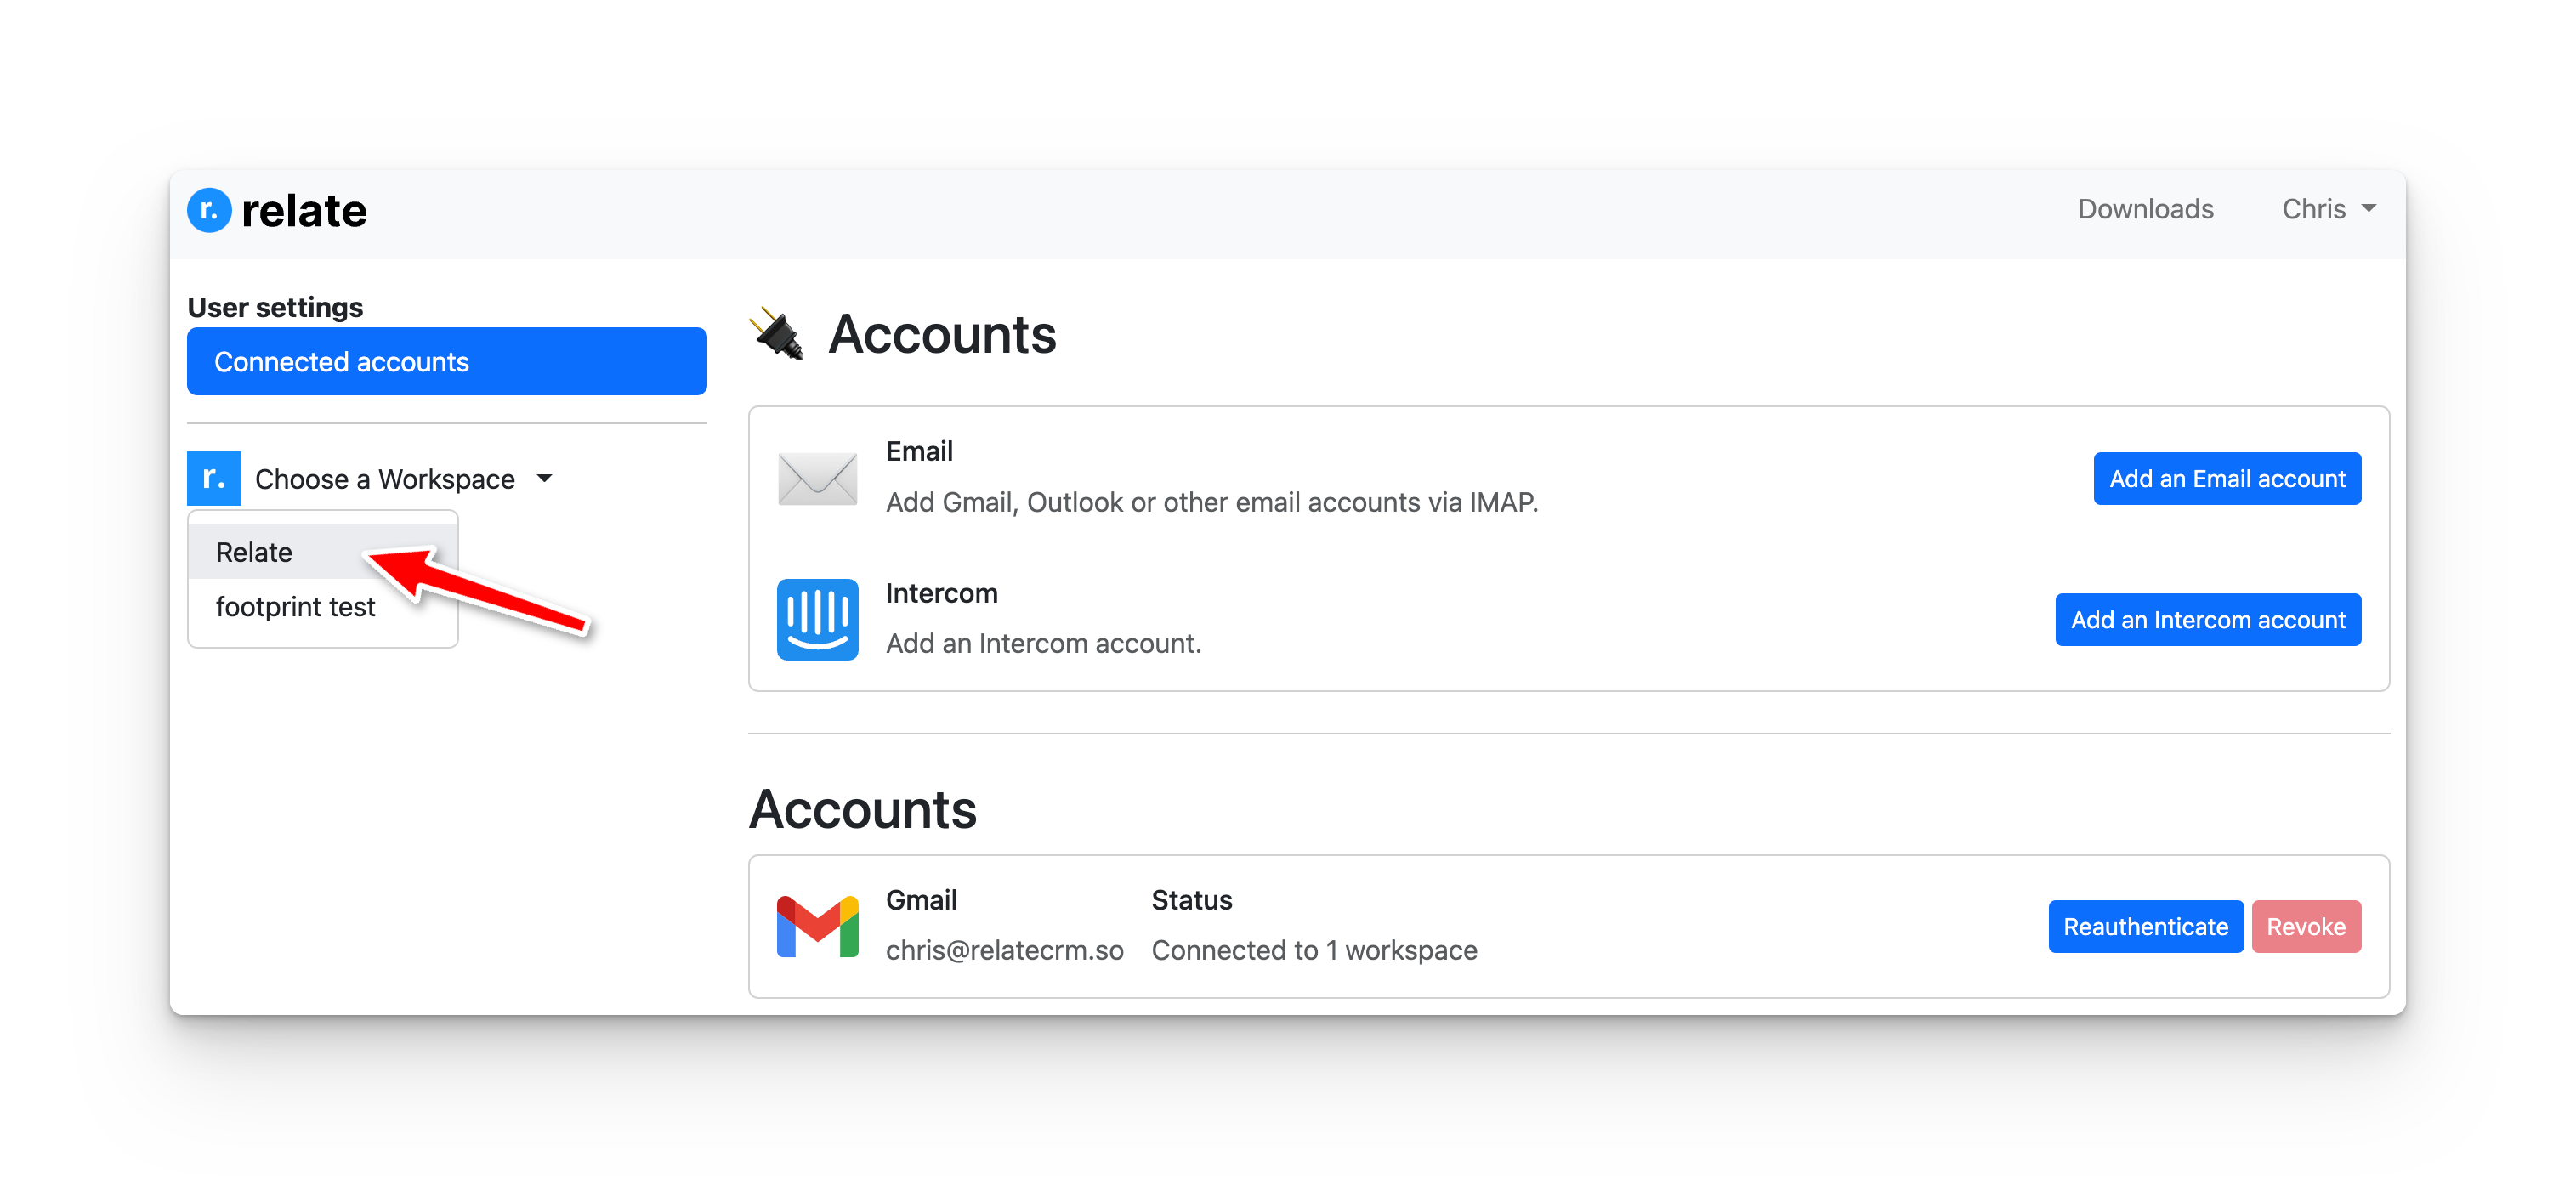 r. relate
Downloads
Chris
User settings
Connected accounts
r. Choose a Workspace
Relate
footprint test
Accounts
Email
Add Gmail, Outlook or other email accounts via IMAP.
Add an Email account
Intercom
Add an Intercom account.
Add an Intercom account
Accounts
Gmail
chris@relatecrm.so
Status
Connected to 1 workspace
Reauthenticate
Revoke